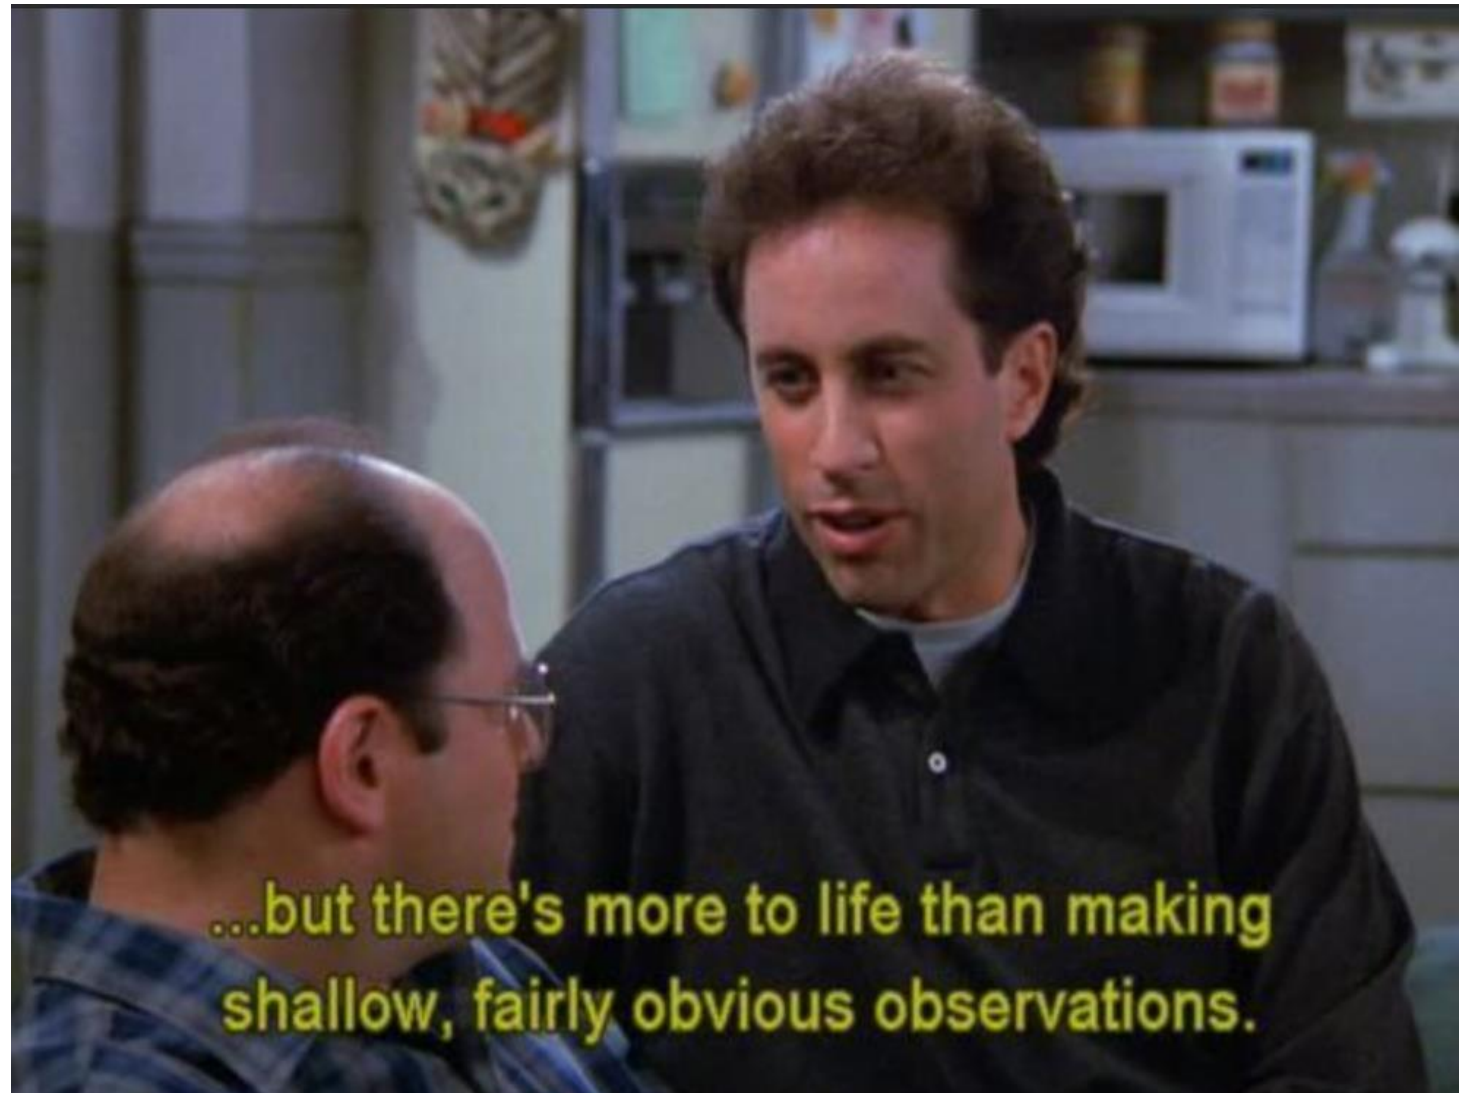 ...but there's more to life than making
shallow, fairly obvious observations.